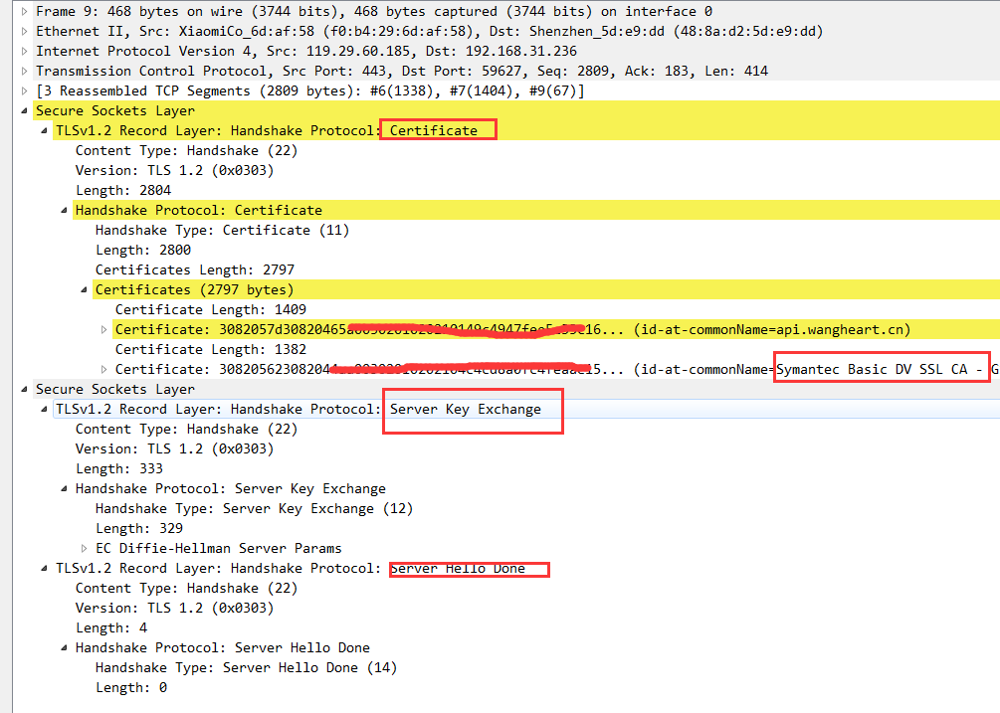 Frame 9: 468 bytes on wire (3744 bits), 468 bytes captured (3744 bits) on interface 0
Ethernet II, Src: XiaomiCo_6d:af:58 (f0:b4:29:6d:af:58), Dst: Shenzhen_5d:e9:dd (48:8a:d2:5d:e9:dd)
Internet Protocol Version 4, Src: 119.29.60.185, Dst: 192.168.31.236
Transmission Control Protocol, Src Port: 443, Dst Port: 59627, Seq: 2809, Ack: 183, Len: 414
[3 Reassembled TCP Segments (2809 bytes): #6(1338), #7(1404), #9(67)]
Secure Sockets Layer
TLSv1.2 Record Layer: Handshake Protocol: Certificate
Content Type: Handshake (22)
Version: TLS 1.2 (0x0303)
Length: 2804
Handshake Protocol: Certificate
Handshake Type: Certificate (11)
Length: 2800
Certificates Length: 2797
Certificates (2797 bytes)
Certificate Length: 1409
Certificate: (id-at-commonName=api.wangheart.cn)
Certificate Length: 1382
Certificate: (id-at-commonName=Symantec Basic DV SSL CA - G
Secure Sockets Layer
TLSv1.2 Record Layer: Handshake Protocol: Server Key Exchange
Content Type: Handshake (22)
Version: TLS 1.2 (0x0303)
Length: 333
Handshake Protocol: Server Key Exchange
Handshake Type: Server Key Exchange (12)
Length: 329
EC Diffie-Hellman Server Params
TLSv1.2 Record Layer: Handshake Protocol: Server Hello Done
Content Type: Handshake (22)
Version: TLS 1.2 (0x0303)
Length: 4
Handshake Protocol: Server Hello Done
Handshake Type: Server Hello Done (14)
Length: 0